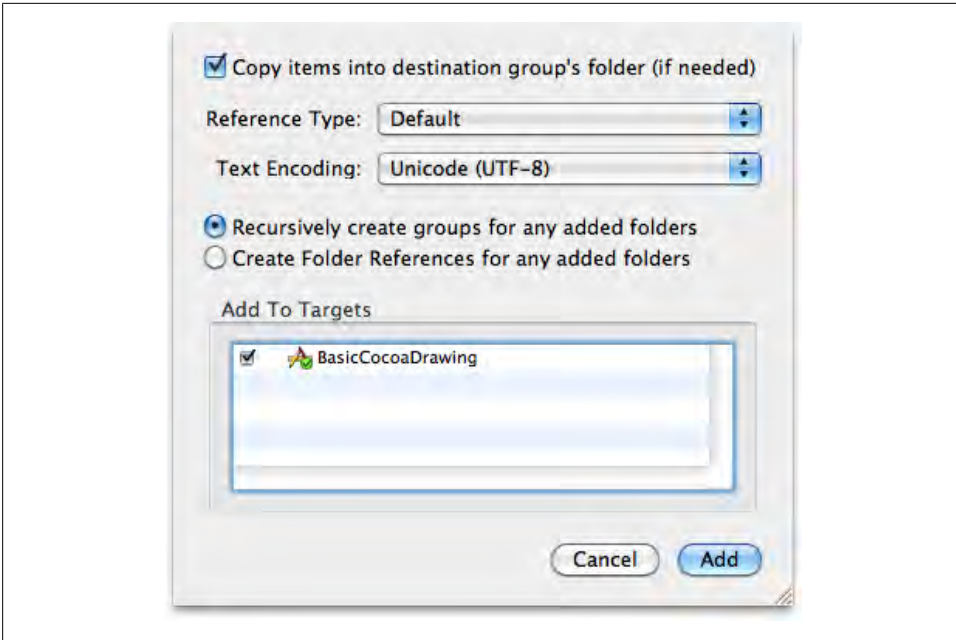 Copy items into destination group's folder (if needed)
Reference Type: Default
Text Encoding: Unicode (UTF-8)
Recursively create groups for any added folders
Create Folder References for any added folders
Add To Targets
BasicCocoaDrawing
Cancel Add